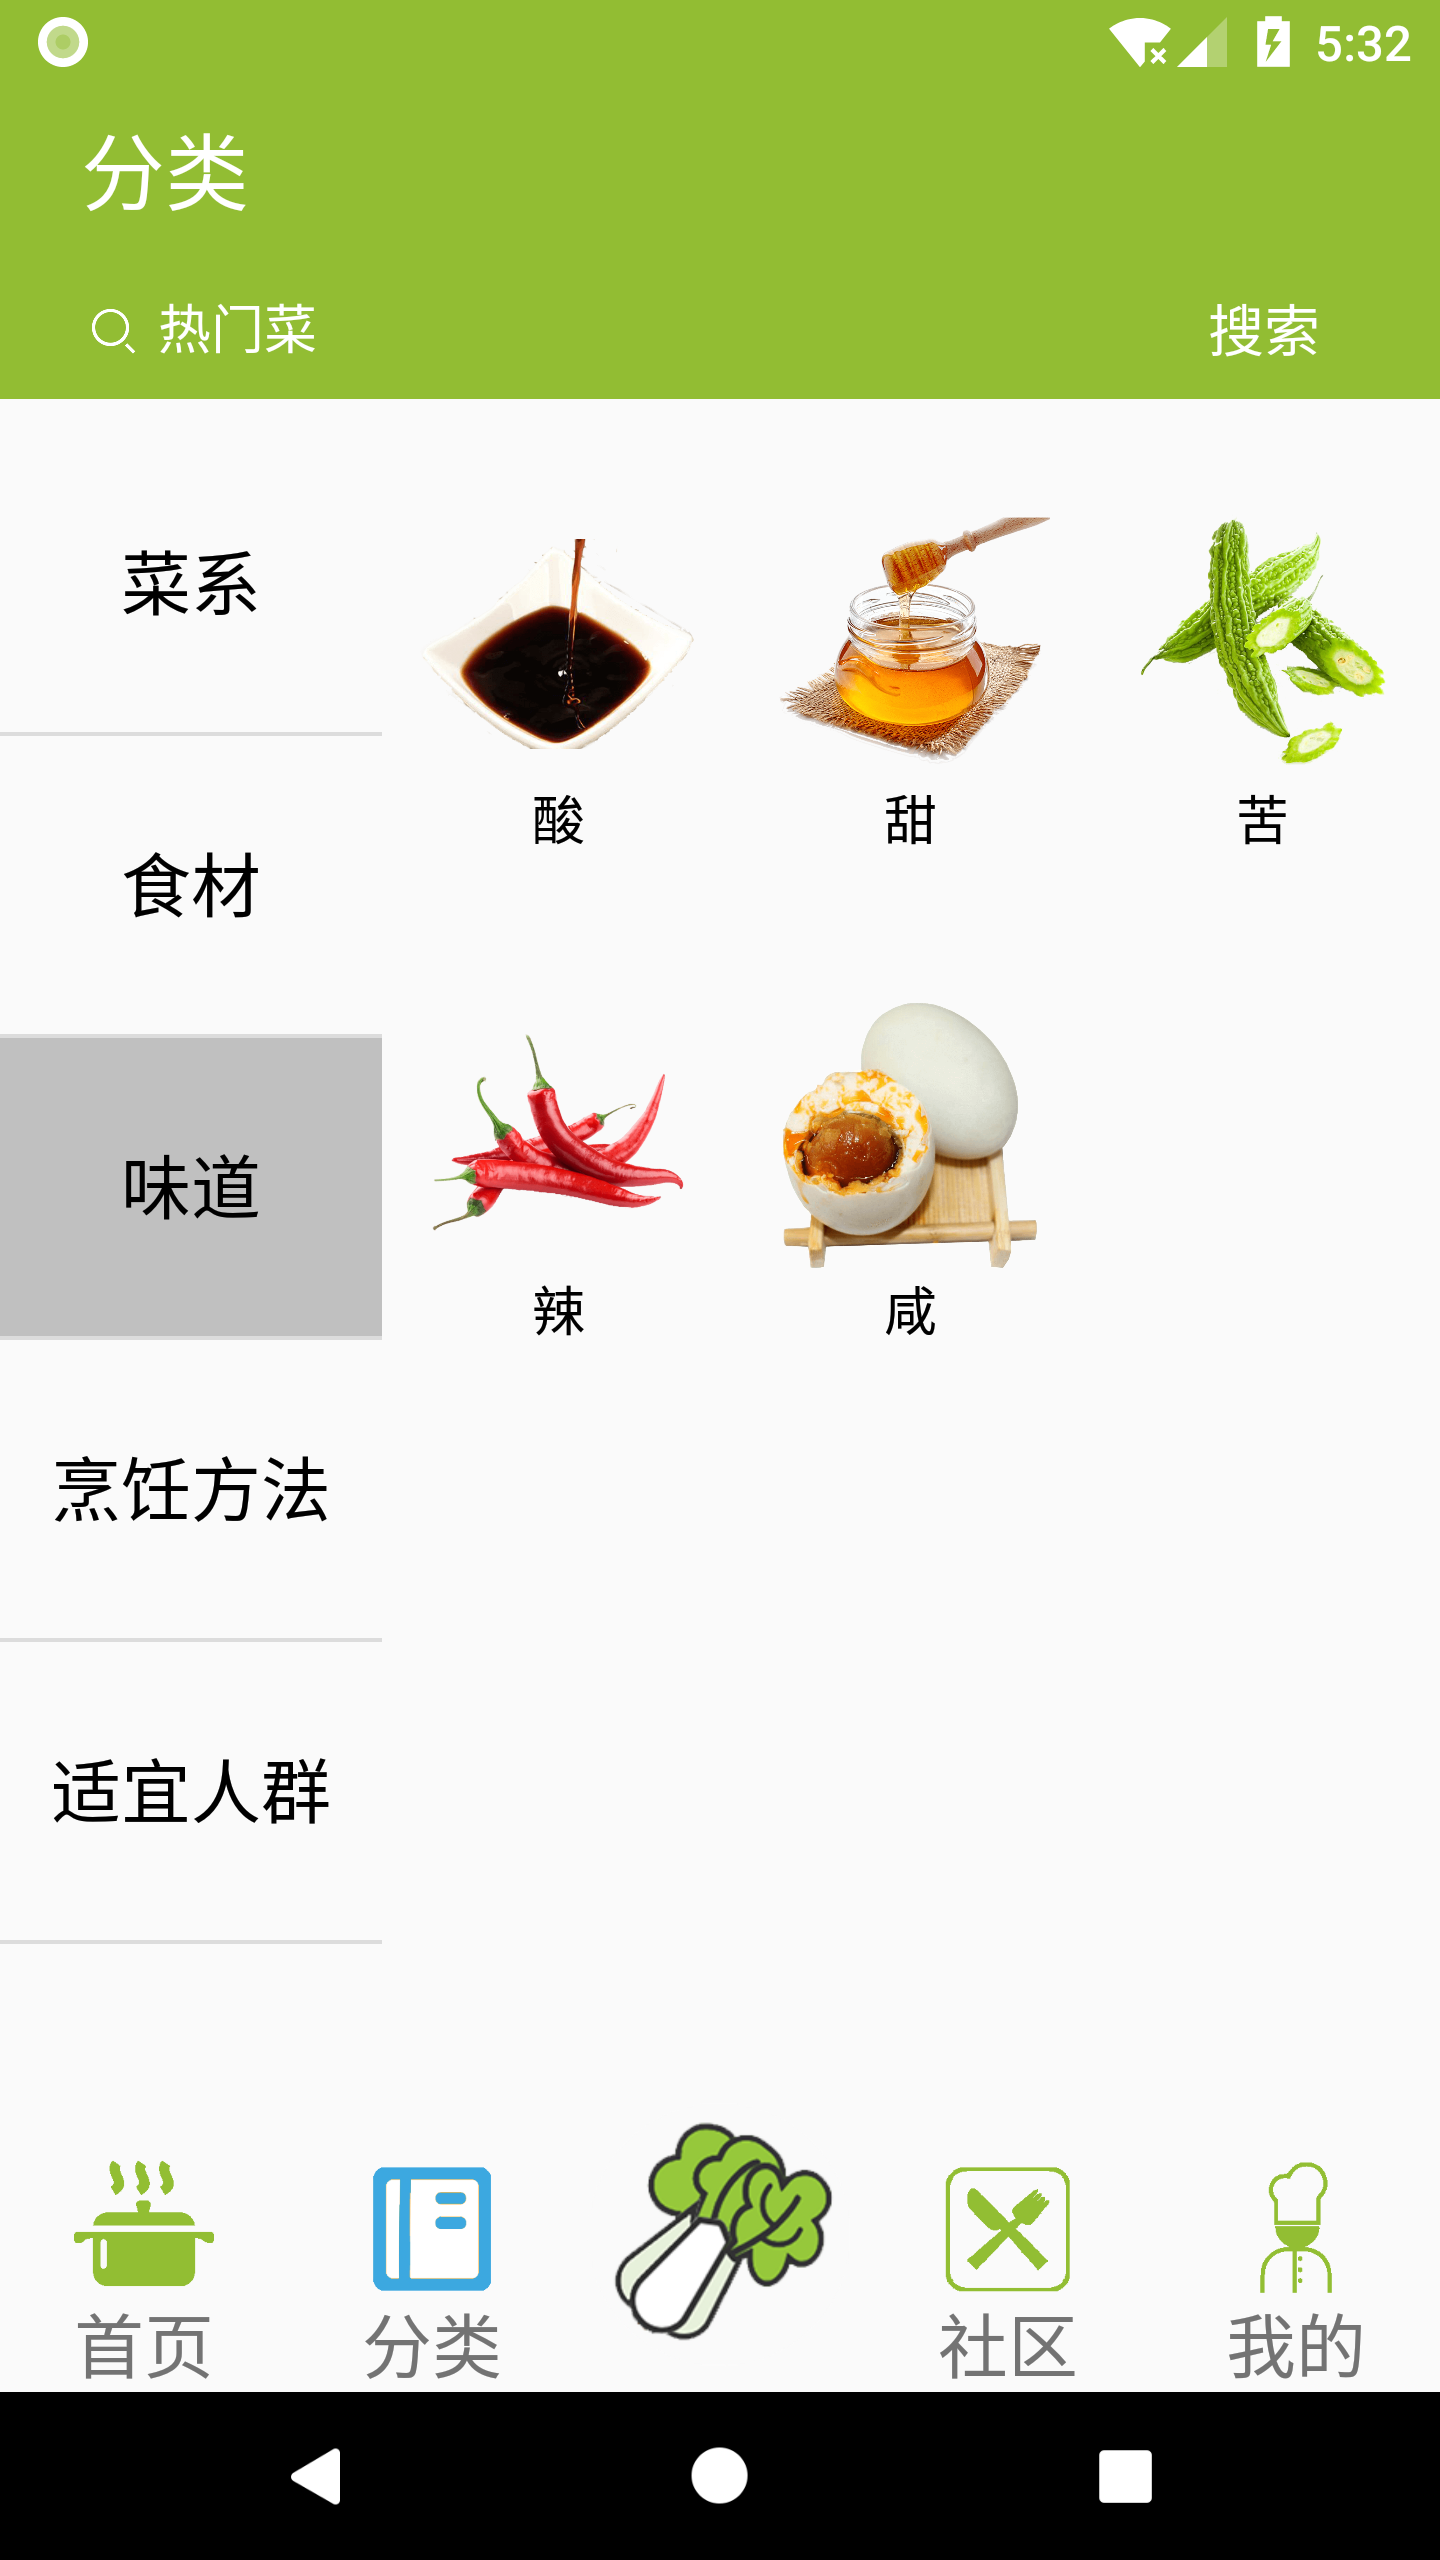 5:32
分类
热门菜 搜索
菜系
食材
味道
烹饪方法
适宜人群
酸 甜 苦
辣 咸
首页 分类 社区 我的